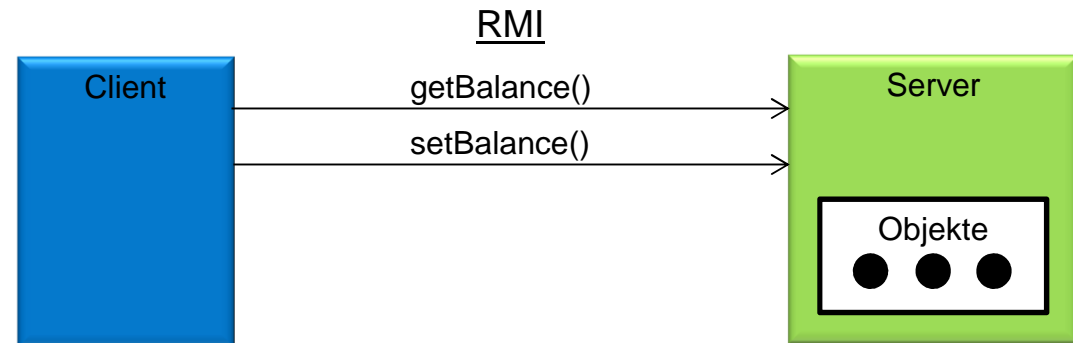 RMI
Client
getBalance()
Server
setBalance()
Objekte